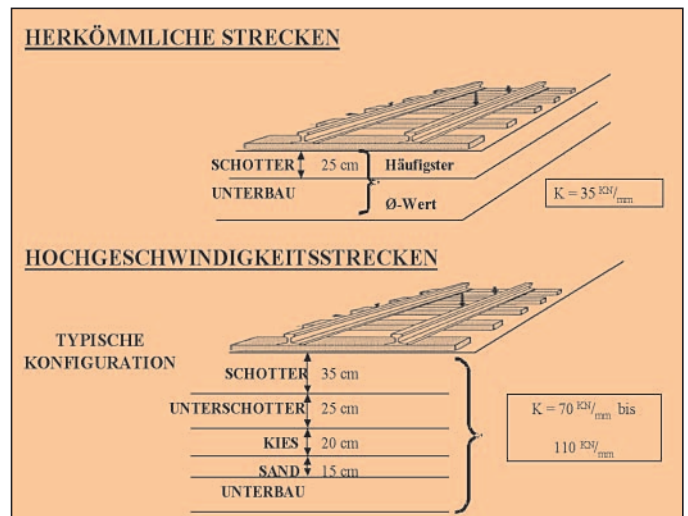 HERKÖMMLICHE STRECKEN
SCHOTTER 25 cm Häufigster
UNTERBAU
Ø-Wert
K = 35 KN/mm
HOCHGESCHWINDIGKEITSSTRECKEN
TYPISCHE
KONFIGURATION
SCHOTTER 35 cm
UNTERSCHOTTER 25 cm
KIES 20 cm
SAND 15 cm
UNTERBAU
K = 70 KN/mm bis
110 KN/mm